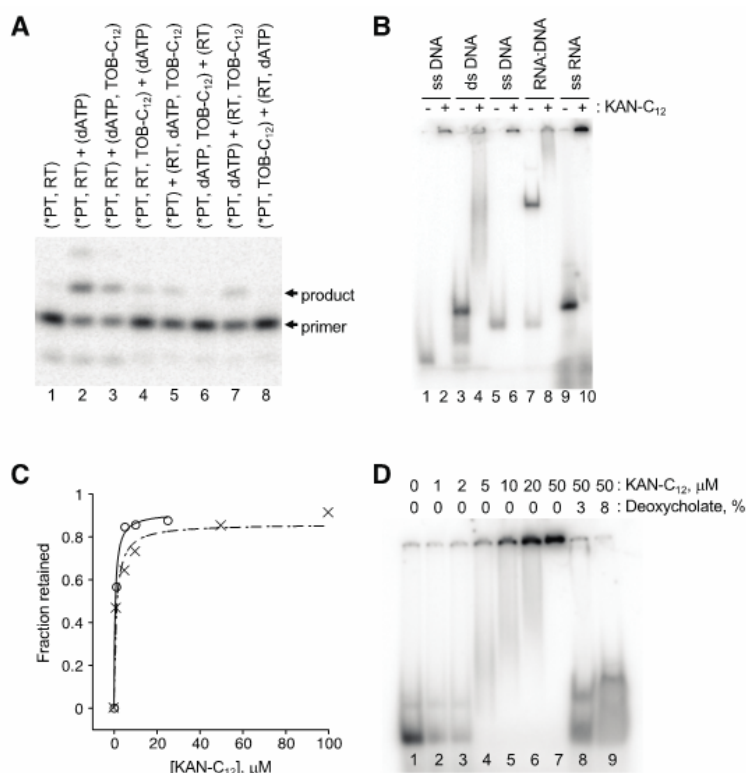 A
(*PT, RT)
(*PT, RT) + (dATP)
(*PT, RT) + (dATP, TOB-C12)
(*PT, RT, TOB-C12) + (dATP)
(*PT) + (RT, dATP, TOB-C12)
(*PT, dATP, TOB-C12) + (RT)
(*PT, dATP) + (RT, TOB-C12)
(*PT, TOB-C12) + (RT, dATP)
product
primer
1 2 3 4 5 6 7 8
B
ss DNA ds DNA ss DNA RNA:DNA ss RNA
- + - + - + - + - + : KAN-C12
1 2 3 4 5 6 7 8 9 10
C
Fraction retained
1
0.8
0.6
0.4
0.2
0
0 20 40 60 80 100
[KAN-C12], µM
D
0 1 2 5 10 20 50 50 50 : KAN-C12, µM
0 0 0 0 0 0 0 3 8 : Deoxycholate, %
1 2 3 4 5 6 7 8 9